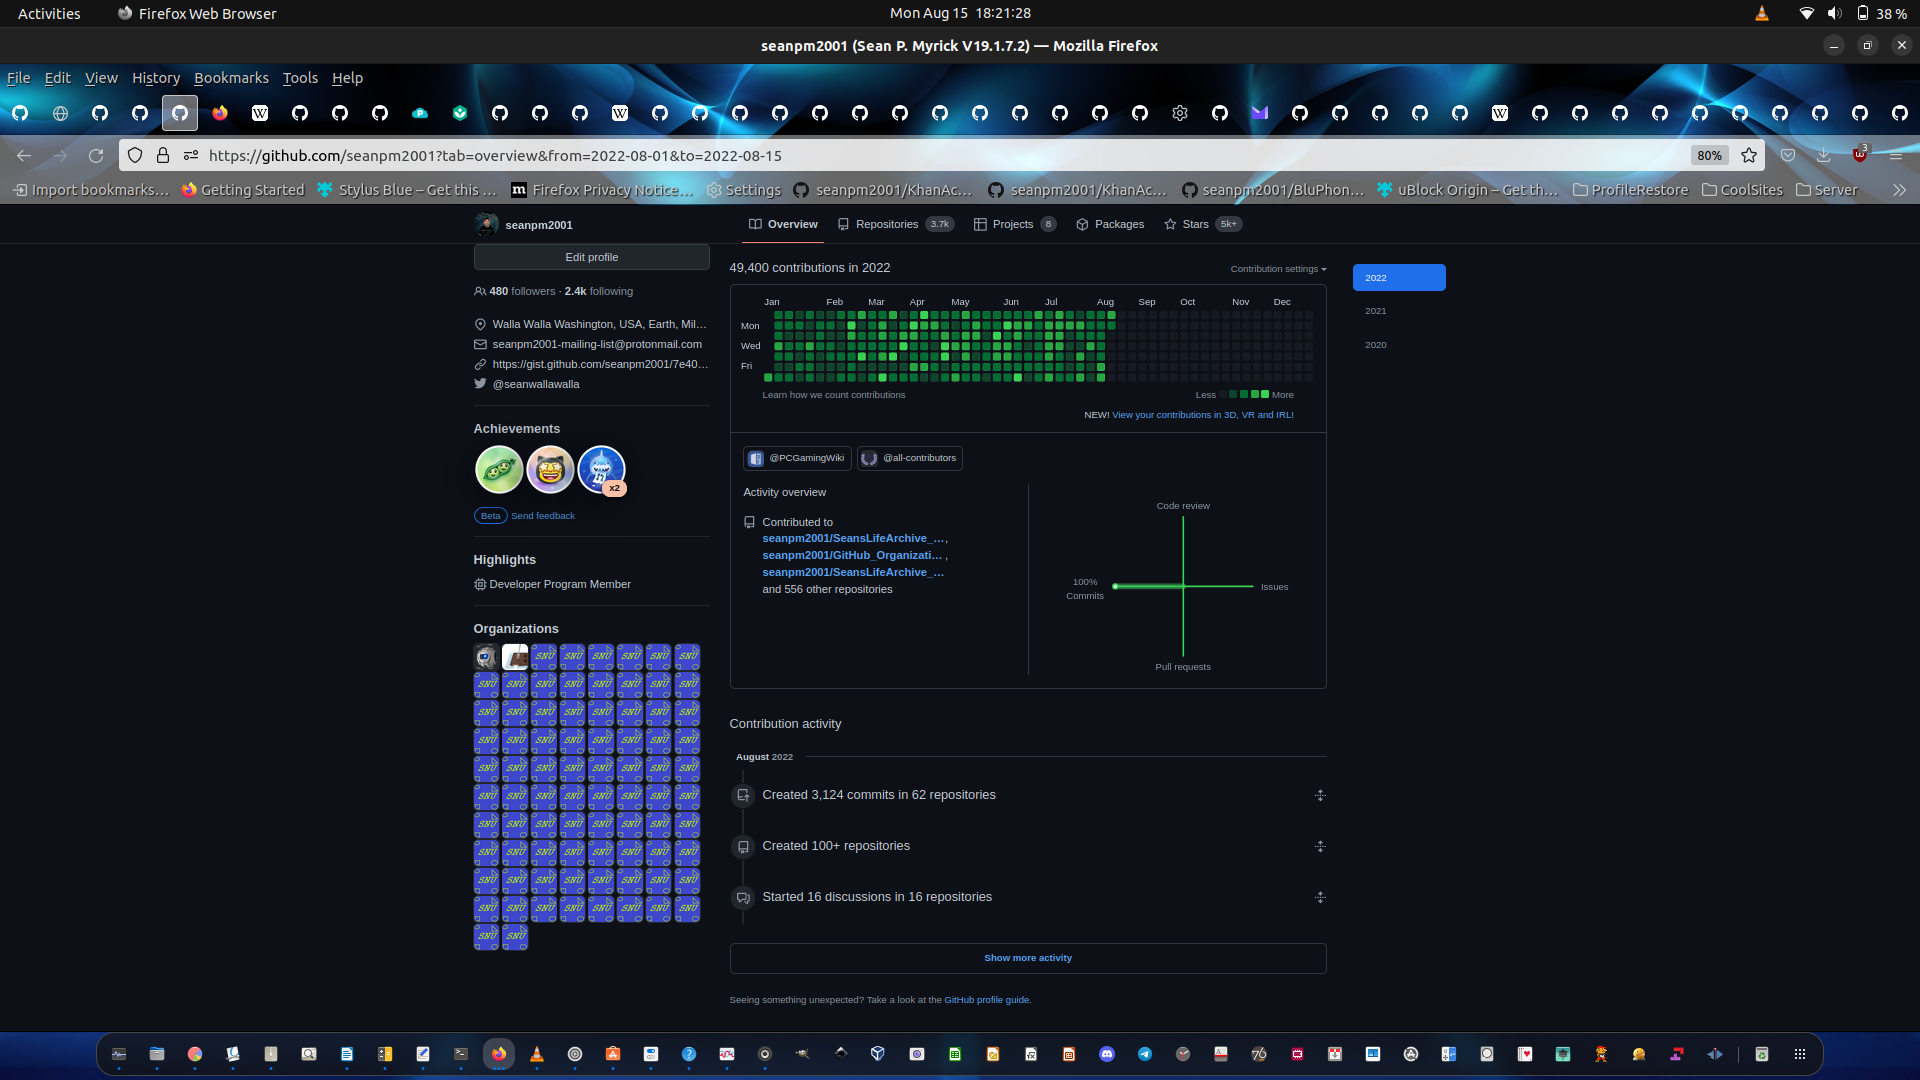 Activities
Firefox Web Browser
Mon Aug 15 18:21:28
38 %
seanpm2001 (Sean P. Myrick V19.1.7.2) — Mozilla Firefox
File Edit View History Bookmarks Tools Help
https://github.com/seanpm2001?tab=overview&from=2022-08-01&to=2022-08-15
80%
3
Import bookmarks… Getting Started Stylus Blue – Get this … Firefox Privacy Notice… Settings seanpm2001/KhanAc… seanpm2001/KhanAc… seanpm2001/BluPhon… uBlock Origin – Get th… ProfileRestore CoolSites Server
seanpm2001
Overview Repositories 3.7k Projects 8 Packages Stars 5k+
Edit profile
480 followers · 2.4k following
Walla Walla Washington, USA, Earth, Mil…
seanpm2001-mailing-list@protonmail.com
https://gist.github.com/seanpm2001/7e40…
@seanwallawalla
Achievements
x2
Beta Send feedback
Highlights
Developer Program Member
Organizations
49,400 contributions in 2022
Contribution settings
2022
2021
2020
Jan Feb Mar Apr May Jun Jul Aug Sep Oct Nov Dec
Mon
Wed
Fri
Learn how we count contributions
Less More
NEW! View your contributions in 3D, VR and IRL!
@PCGamingWiki @all-contributors
Activity overview
Contributed to
seanpm2001/SeansLifeArchive_…,
seanpm2001/GitHub_Organizati… ,
seanpm2001/SeansLifeArchive_…
and 556 other repositories
Code review
100%
Commits
Issues
Pull requests
Contribution activity
August 2022
Created 3,124 commits in 62 repositories
Created 100+ repositories
Started 16 discussions in 16 repositories
Show more activity
Seeing something unexpected? Take a look at the GitHub profile guide.